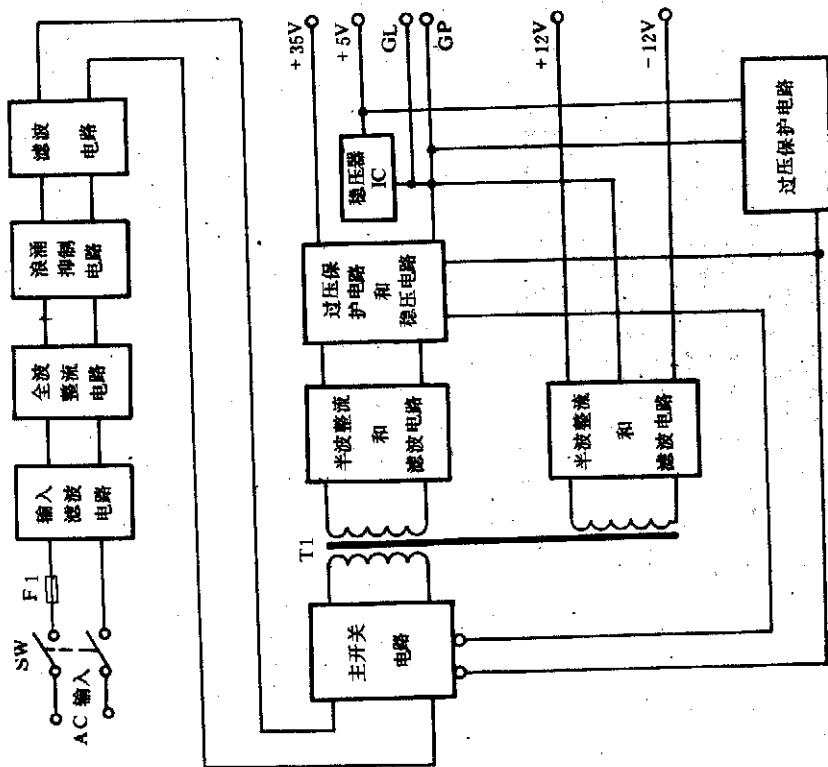 AC 输入
SW
F1
输入
滤波
电路
全波
整流
电路
浪涌
抑制
电路
滤波
电路
主开关
电路
T1
半波整流
和
滤波电路
过压保
护电路
和
稳压电路
稳压器
IC
+35V
+5V
GL
GP
半波整流
和
滤波电路
+12V
-12V
过压保护电路